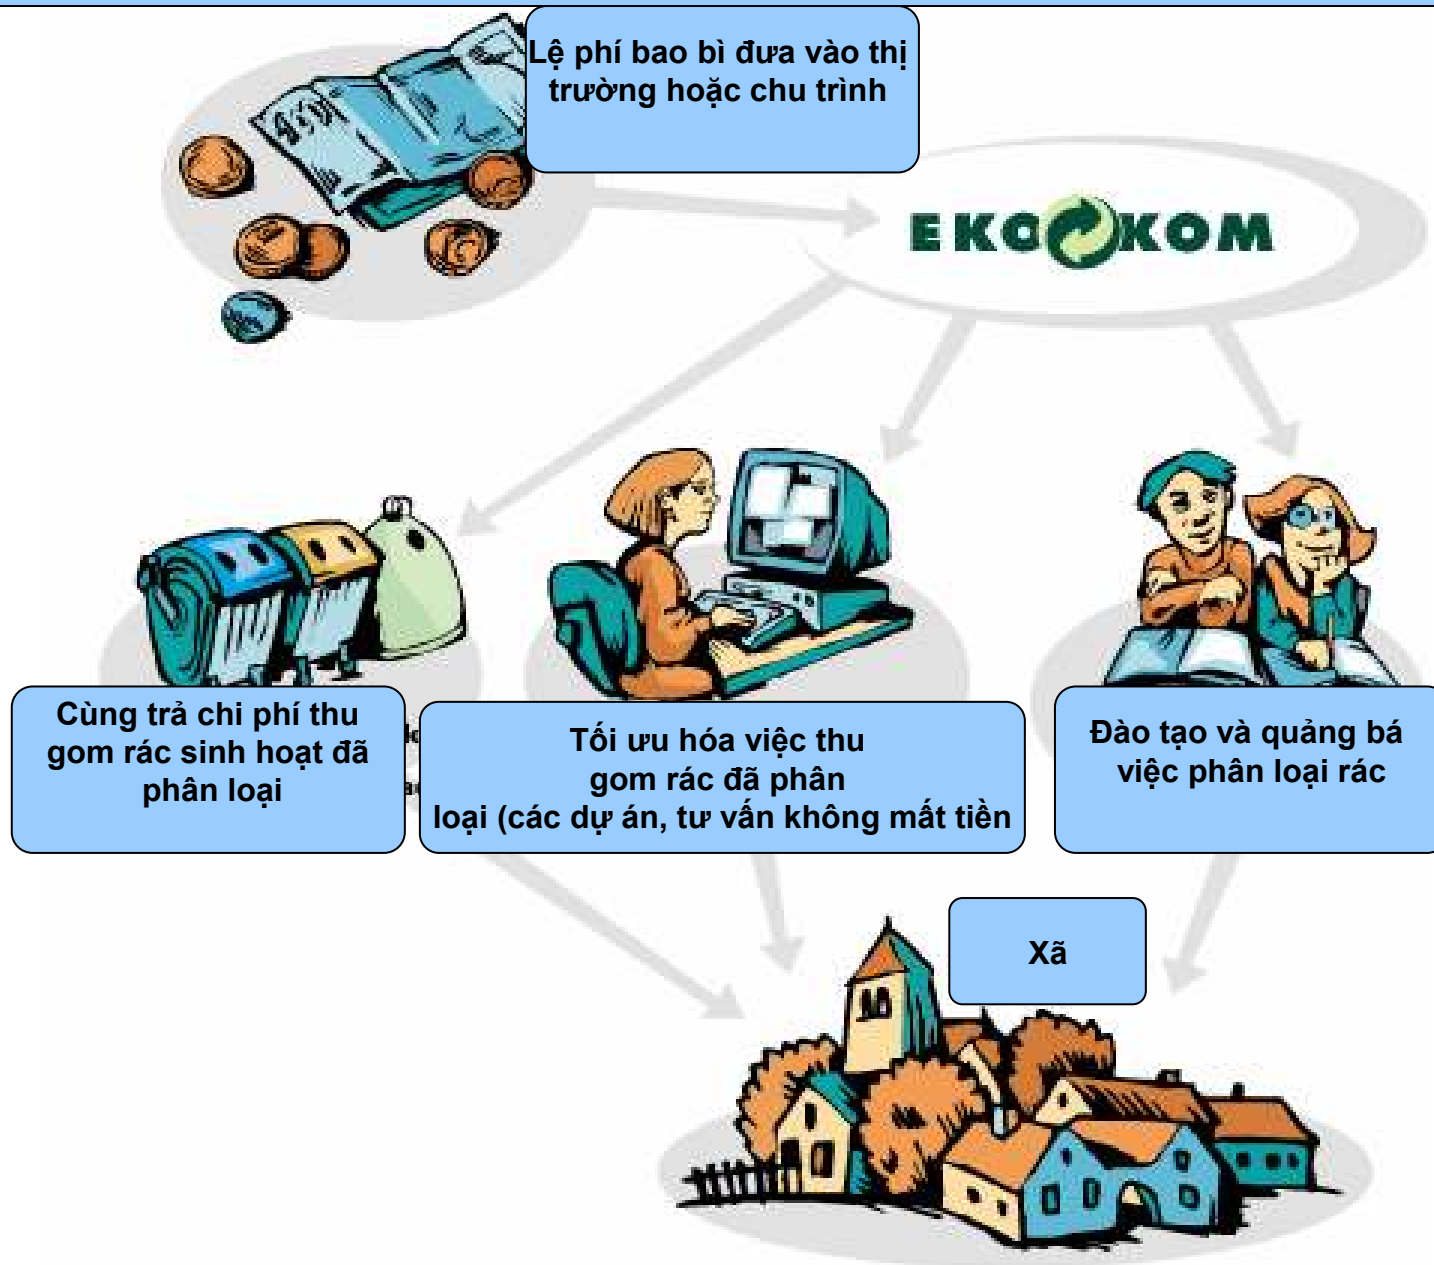 Lệ phí bao bì đưa vào thị
trường hoặc chu trình
EKO KOM
Cùng trả chi phí thu
gom rác sinh hoạt đã
phân loại
Tối ưu hóa việc thu
gom rác đã phân
loại (các dự án, tư vấn không mất tiền
Đào tạo và quảng bá
việc phân loại rác
Xã